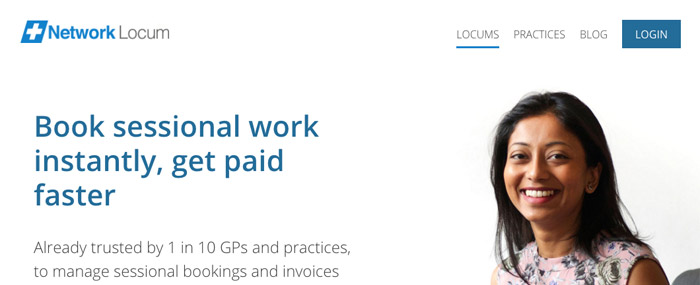 Network Locum
LOCUMS PRACTICES BLOG LOGIN
Book sessional work
instantly, get paid
faster
Already trusted by 1 in 10 GPs and practices,
to manage sessional bookings and invoices